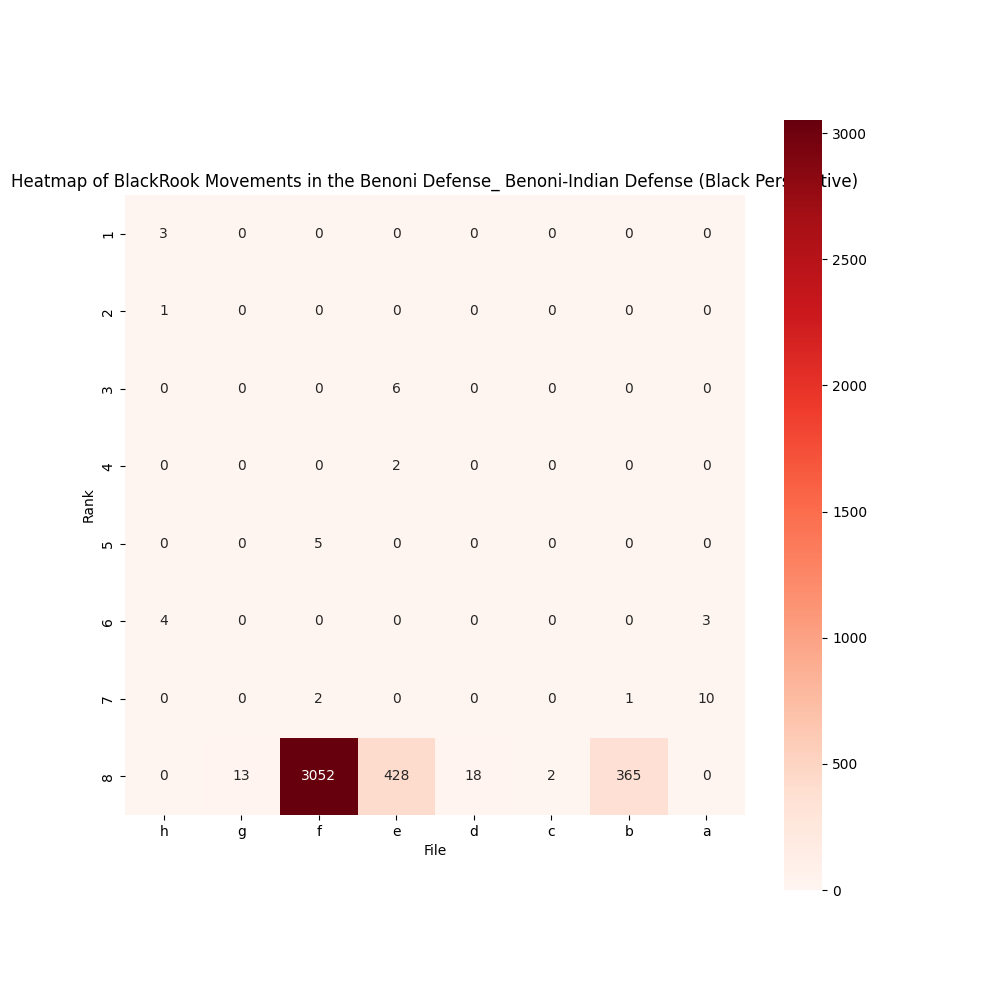 Heatmap of BlackRook Movements in the Benoni Defense_ Benoni-Indian Defense (Black Pers tive)
Rank
1 3 0 0 0 0 0 0 0
2 1 0 0 0 0 0 0 0
3 0 0 0 6 0 0 0 0
4 0 0 0 2 0 0 0 0
5 0 0 5 0 0 0 0 0
6 4 0 0 0 0 0 0 3
7 0 0 2 0 0 0 1 10
8 0 13 3052 428 18 2 365 0
h g f e d c b a
File
3000
2500
2000
1500
1000
500
0